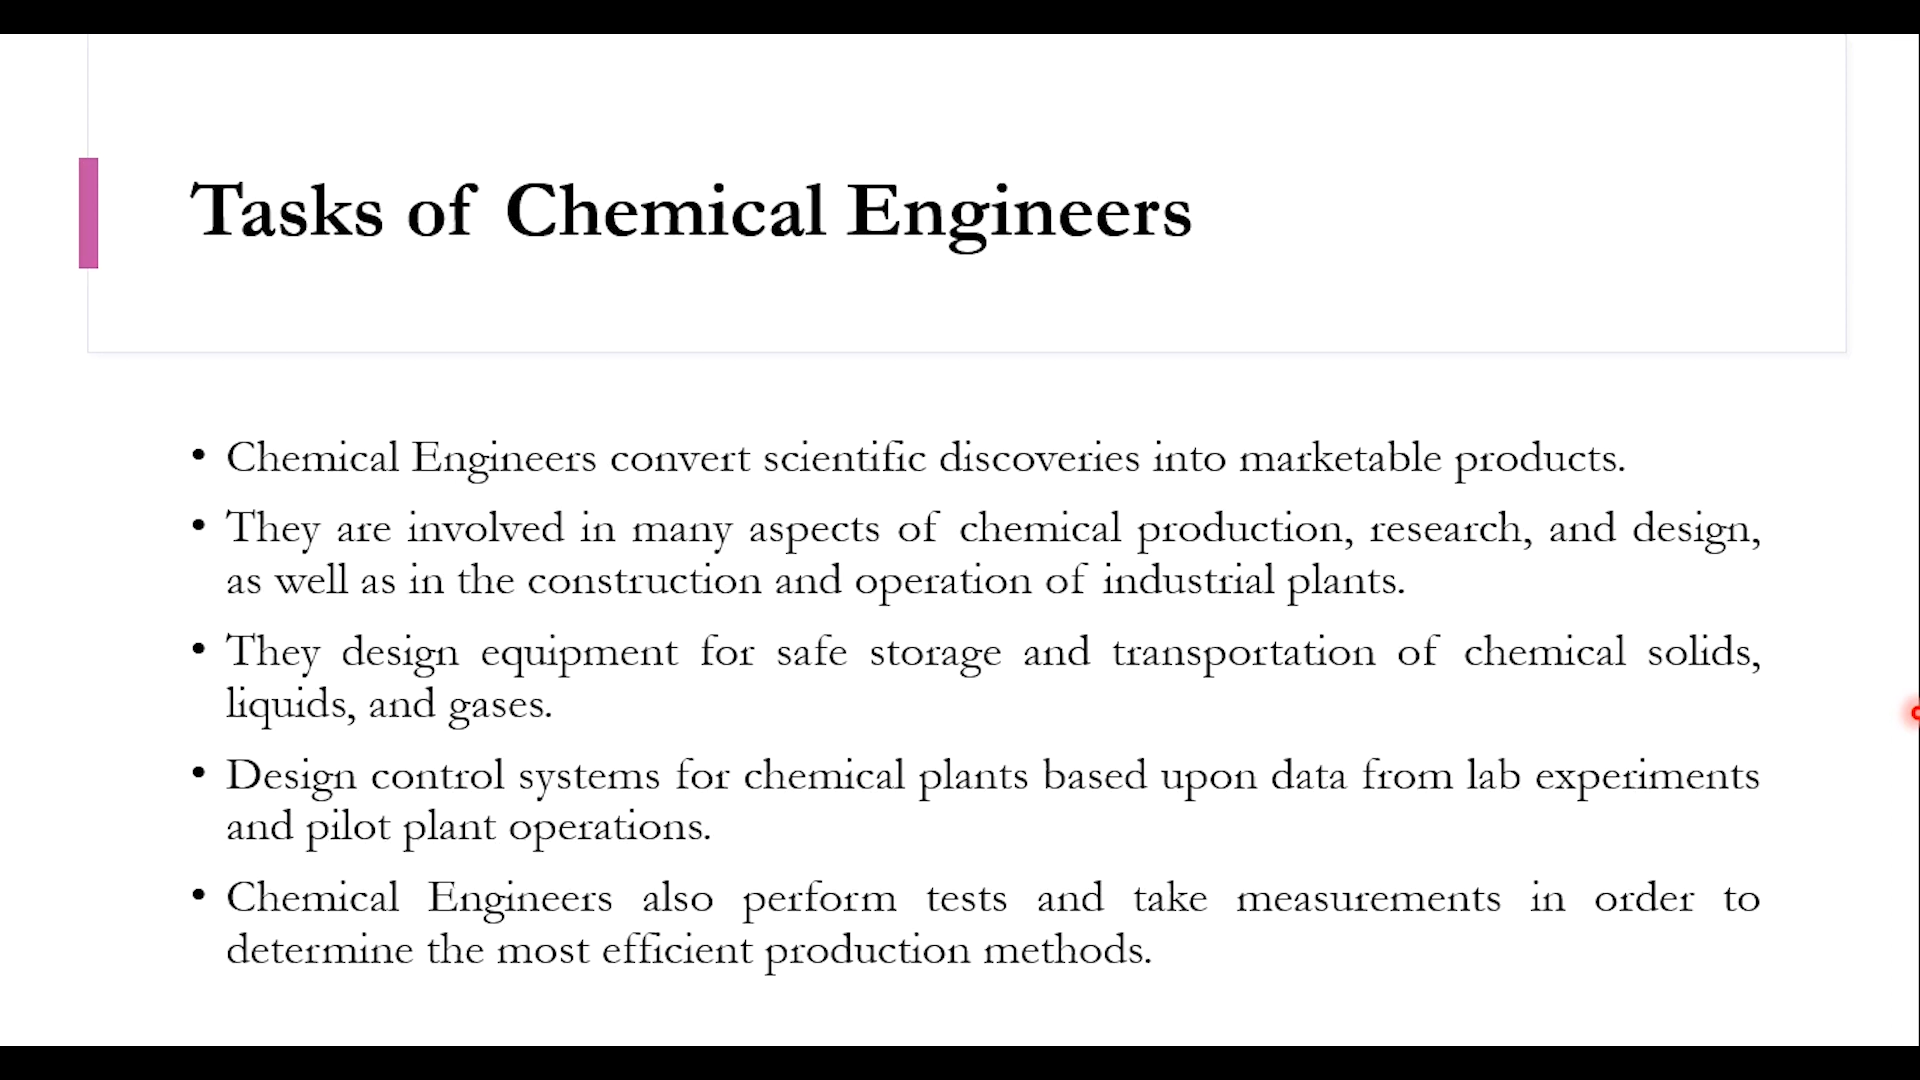 Tasks of Chemical Engineers
• Chemical Engineers convert scientific discoveries into marketable products.
• They are involved in many aspects of chemical production, research, and design,
as well as in the construction and operation of industrial plants.
• They design equipment for safe storage and transportation of chemical solids,
liquids, and gases.
• Design control systems for chemical plants based upon data from lab experiments
and pilot plant operations.
• Chemical Engineers also perform tests and take measurements in order to
determine the most efficient production methods.